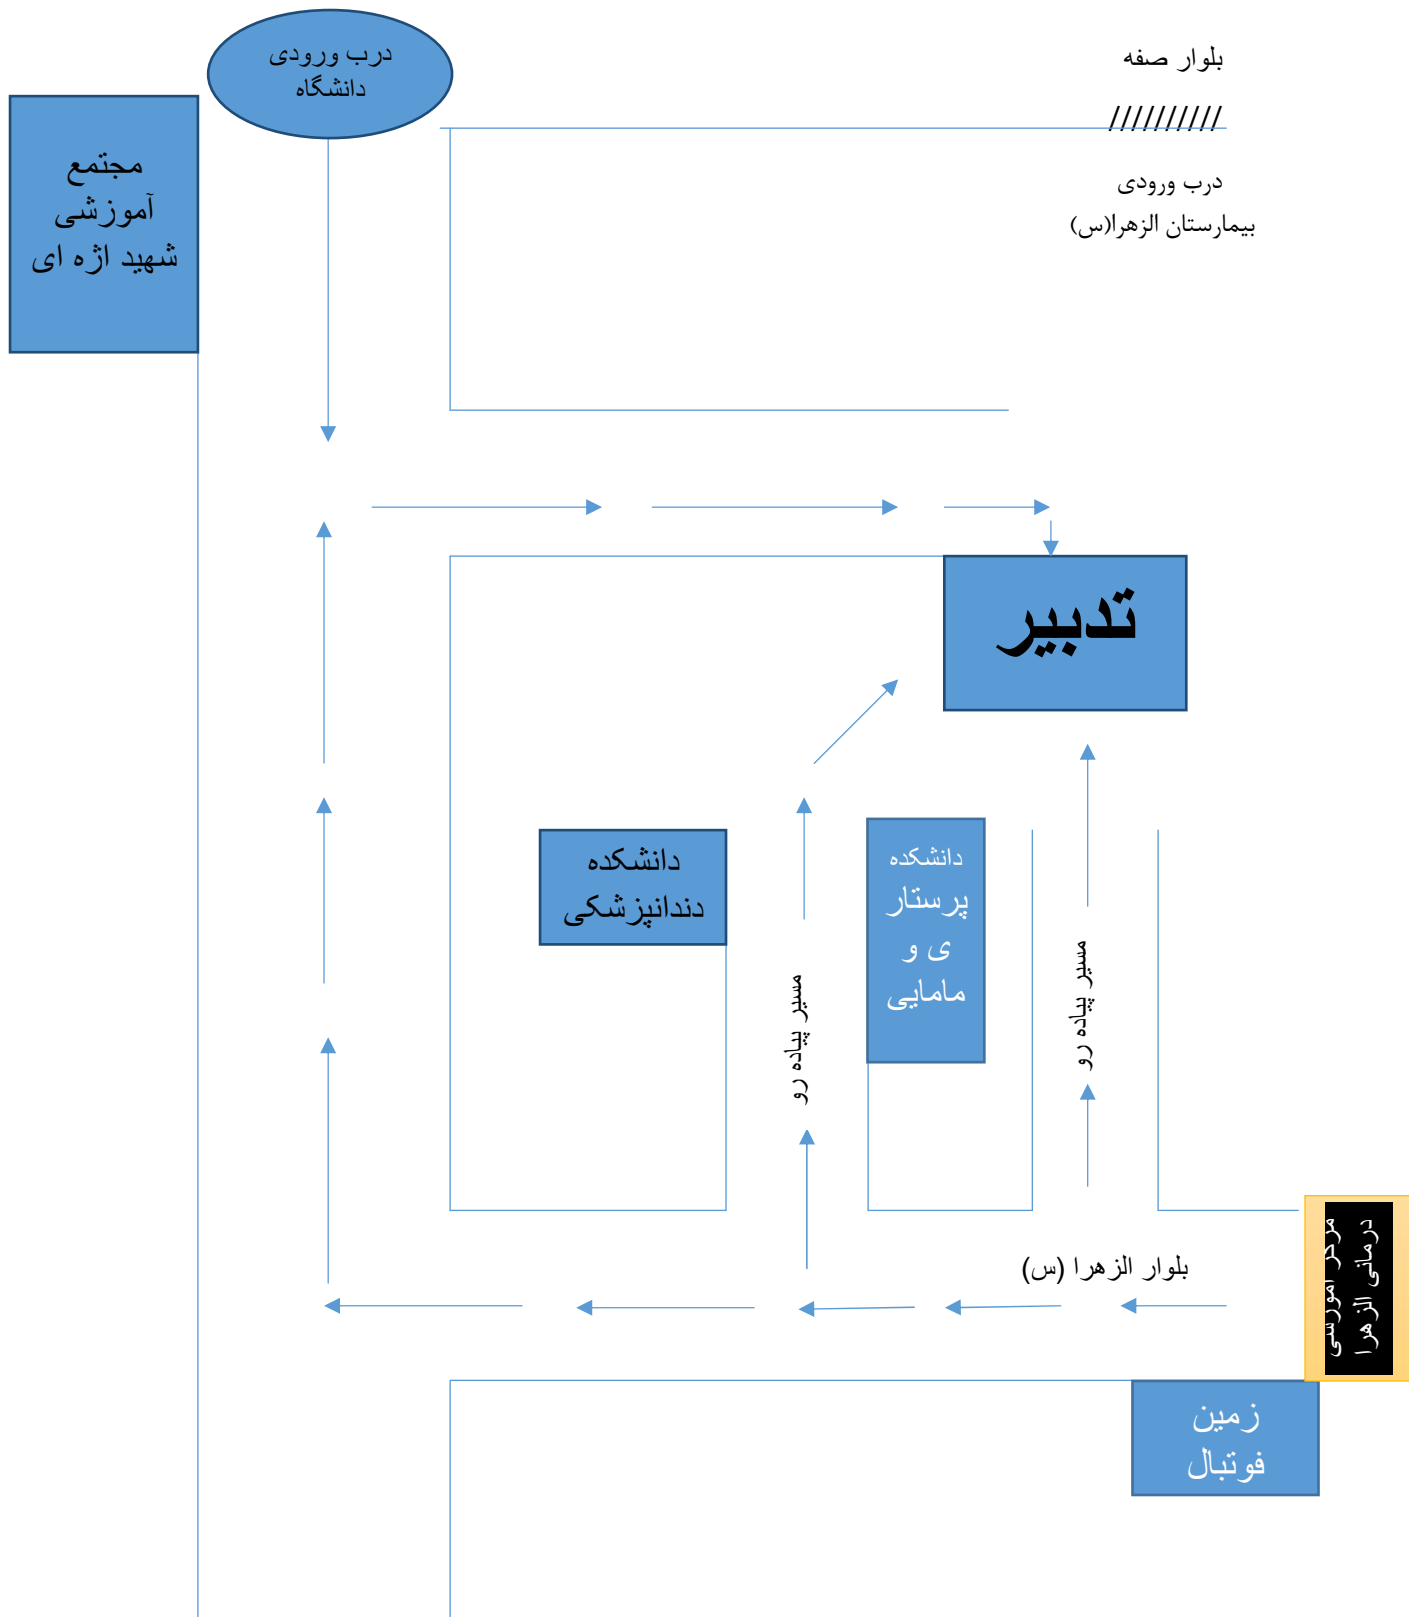 درب ورودی
دانشگاه
بلوار صفه
//////////
درب ورودی
بیمارستان الزهرا(س)
مجتمع
آموزشی
شهید اژه ای
تدبیر
دانشکده
دندانپزشکی
دانشکده
پرستار
ی و
مامایی
مسیر پیاده رو
مسیر پیاده رو
بلوار الزهرا (س)
مرکز آموزشی
درمانی الزهرا
زمین
فوتبال